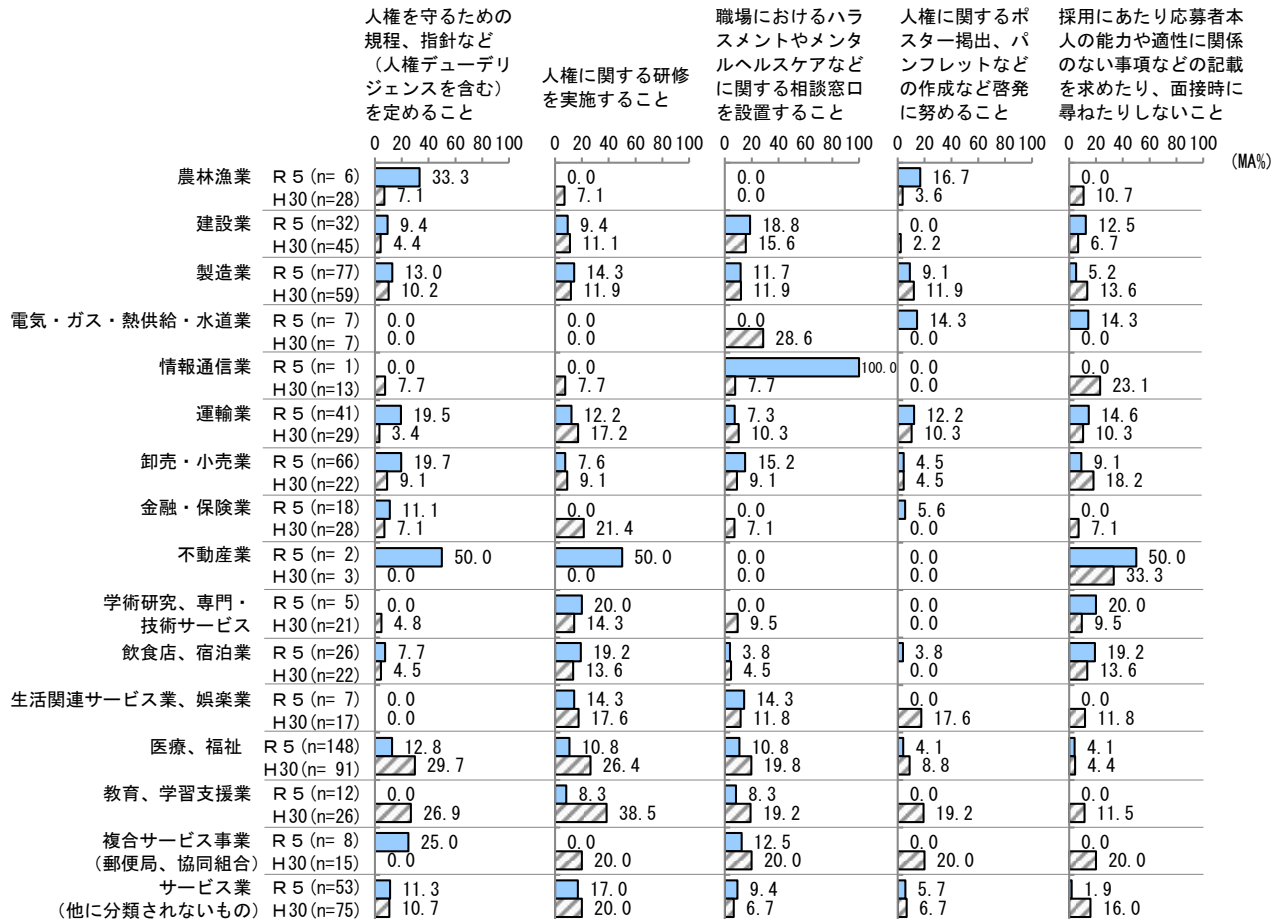 人権を守るための
規程、指針など
（人権デューデリ
ジェンスを含む）
を定めること
人権に関する研修
を実施すること
職場におけるハラ
スメントやメンタ
ルヘルスケアなど
に関する相談窓口
を設置すること
人権に関するポ
スター掲出、パ
ンフレットなど
の作成など啓発
に努めること
採用にあたり応募者本
人の能力や適性に関係
のない事項などの記載
を求めたり、面接時に
尋ねたりしないこと
0 20 40 60 80 100 0 20 40 60 80 100 0 20 40 60 80 100 0 20 40 60 80 100 0 20 40 60 80 100
(MA%)
農林漁業 R5(n= 6) 33.3 0.0 0.0 16.7 0.0
H30(n=28) 7.1 7.1 0.0 3.6 10.7
建設業 R5(n=32) 9.4 9.4 18.8 0.0 12.5
H30(n=45) 4.4 11.1 15.6 2.2 6.7
製造業 R5(n=77) 13.0 14.3 11.7 9.1 5.2
H30(n=59) 10.2 11.9 11.9 11.9 13.6
電気・ガス・熱供給・水道業 R5(n= 7) 0.0 0.0 0.0 14.3 14.3
H30(n= 7) 0.0 0.0 28.6 0.0 0.0
情報通信業 R5(n= 1) 0.0 0.0 100.0 0.0 0.0
H30(n=13) 7.7 7.7 7.7 0.0 23.1
運輸業 R5(n=41) 19.5 12.2 7.3 12.2 14.6
H30(n=29) 3.4 17.2 10.3 10.3 10.3
卸売・小売業 R5(n=66) 19.7 7.6 15.2 4.5 9.1
H30(n=22) 9.1 9.1 9.1 4.5 18.2
金融・保険業 R5(n=18) 11.1 0.0 0.0 5.6 0.0
H30(n=28) 7.1 21.4 7.1 0.0 7.1
不動産業 R5(n= 2) 50.0 50.0 0.0 0.0 50.0
H30(n= 3) 0.0 0.0 0.0 0.0 33.3
学術研究、専門・ R5(n= 5) 0.0 20.0 0.0 0.0 20.0
技術サービス H30(n=21) 4.8 14.3 9.5 0.0 9.5
飲食店、宿泊業 R5(n=26) 7.7 19.2 3.8 3.8 19.2
H30(n=22) 4.5 13.6 4.5 0.0 13.6
生活関連サービス業、娯楽業 R5(n= 7) 0.0 14.3 14.3 0.0 0.0
H30(n=17) 0.0 17.6 11.8 17.6 11.8
医療、福祉 R5(n=148) 12.8 10.8 10.8 4.1 4.1
H30(n= 91) 29.7 26.4 19.8 8.8 4.4
教育、学習支援業 R5(n=12) 0.0 8.3 8.3 0.0 0.0
H30(n=26) 26.9 38.5 19.2 19.2 11.5
複合サービス事業 R5(n= 8) 25.0 0.0 12.5 0.0 0.0
（郵便局、協同組合） H30(n=15) 0.0 20.0 20.0 20.0 20.0
サービス業 R5(n=53) 11.3 17.0 9.4 5.7 1.9
（他に分類されないもの） H30(n=75) 10.7 20.0 6.7 6.7 16.0